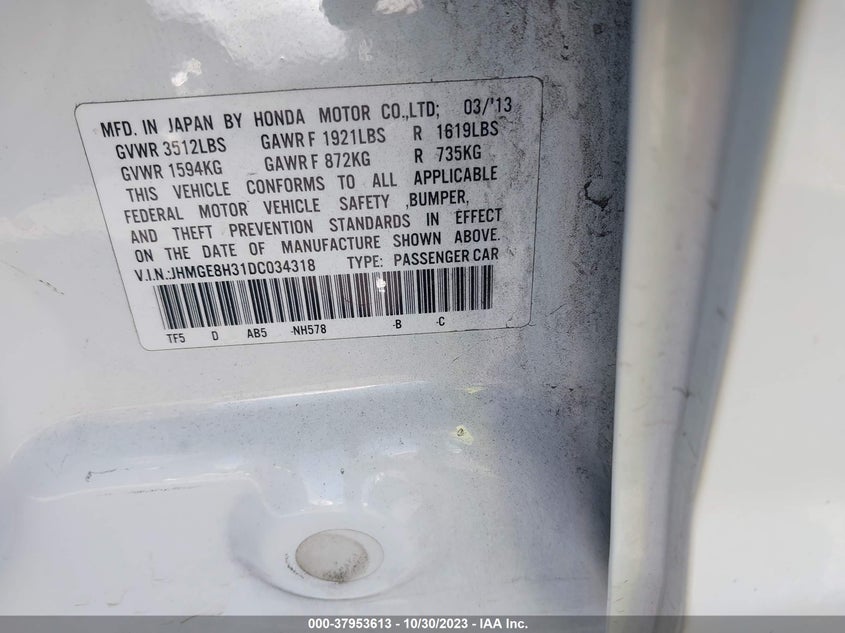 MFD. IN JAPAN BY HONDA MOTOR CO.,LTD; 03/'13
GVWR 3512LBS GAWR F 1921LBS R 1619LBS
GVWR 1594KG GAWR F 872KG R 735KG
THIS VEHICLE CONFORMS TO ALL APPLICABLE
FEDERAL MOTOR VEHICLE SAFETY ,BUMPER,
AND THEFT PREVENTION STANDARDS IN EFFECT
ON THE DATE OF MANUFACTURE SHOWN ABOVE.
V.I.N.:JHMGE8H31DC034318 TYPE: PASSENGER CAR
TF5 D AB5 -NH578 -B -C
000-37953613 - 10/30/2023 - IAA Inc.